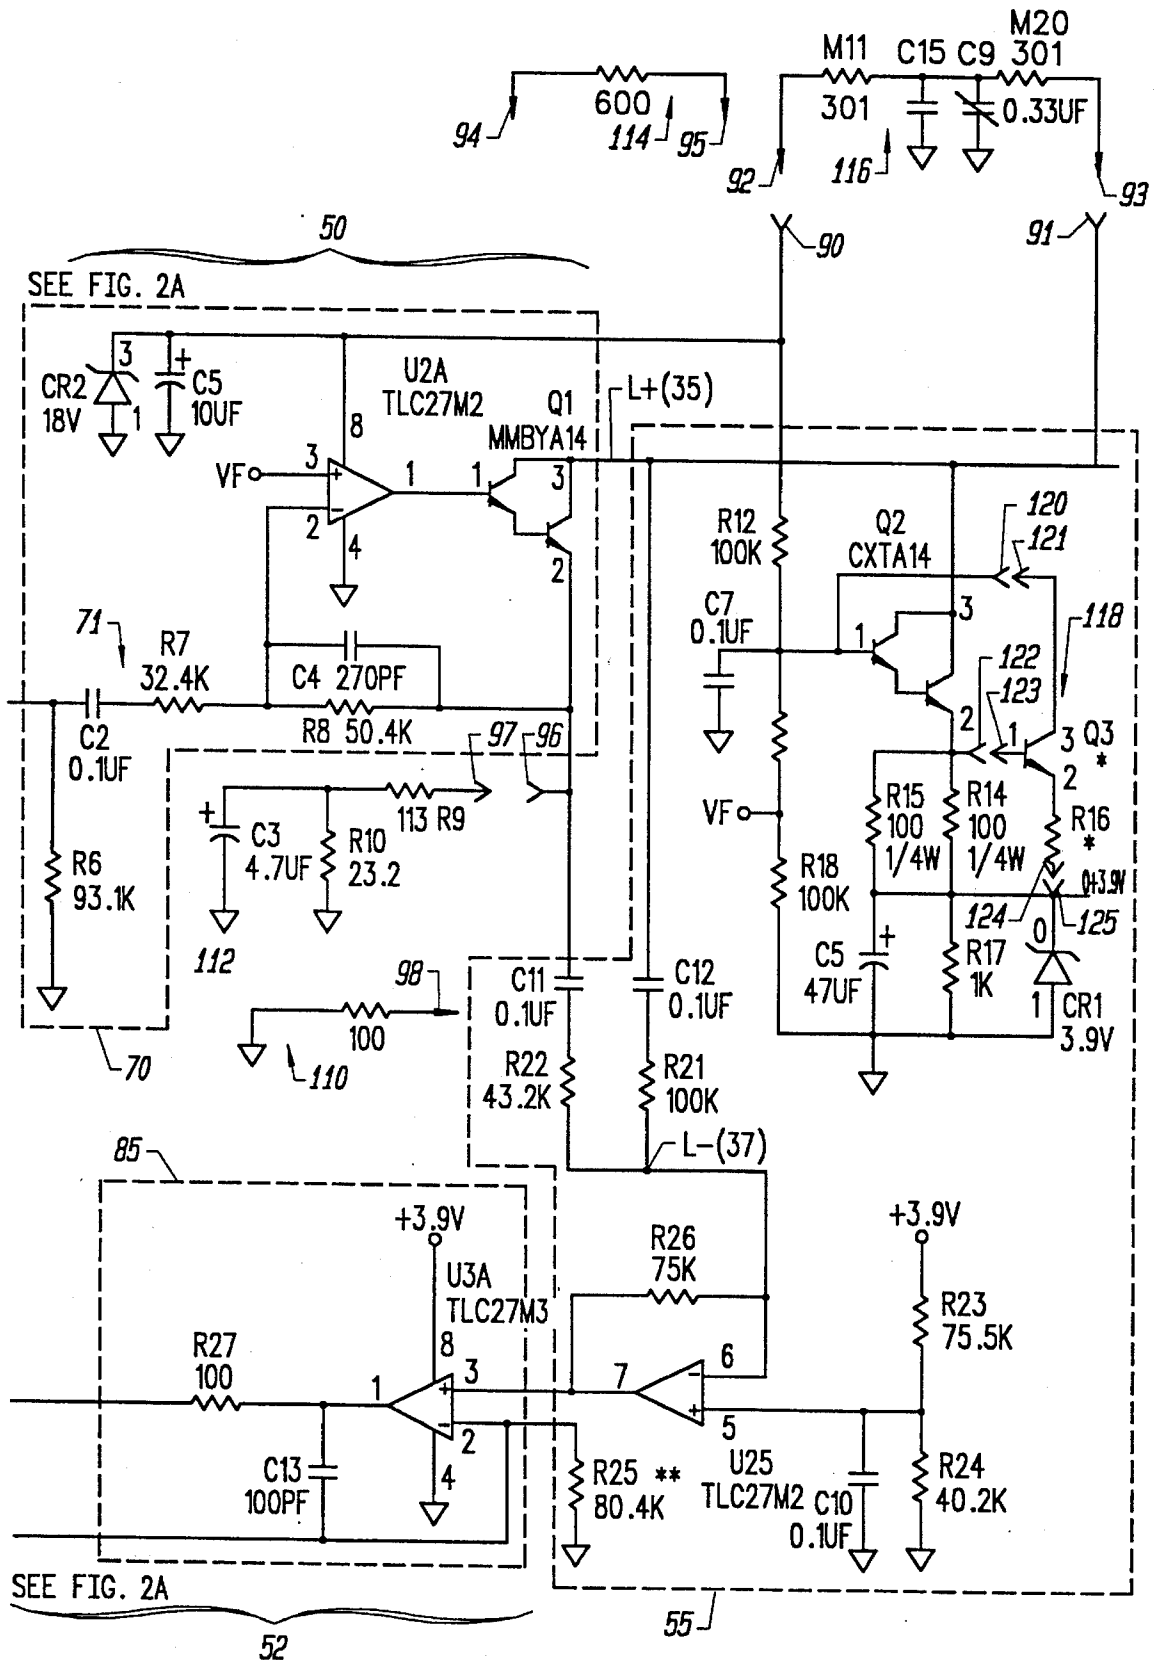 M20
M11 C15 C9 301
600 301 0.33UF
94 114 95 92 116 93
50 90 91
SEE FIG. 2A
3 +
CR2 C5
18V 1 10UF
U2A
TLC27M2
8
Q1
MMBYA14
L+(35)
VF 3 + 1 1 3
2 −
4 2
R12
100K
Q2
CXTA14
120
121
C7
0.1UF
1 3
118
71 R7
32.4K
C4 270PF
122
123
2 1 3 Q3
*
2
C2
0.1UF
R8 50.4K
97 96
+ C3
4.7UF
113 R9
R10
23.2
VF
R15
100
1/4W
R14
100
1/4W
R16
*
R6
93.1K
R18
100K
0+3.9V
124 125
112
98
C11
0.1UF
C12
0.1UF
+
C5
47UF
R17
1K
0
1 CR1
3.9V
100
70 110
R22
43.2K
R21
100K
85
L−(37)
+3.9V
+3.9V
R26
75K
U3A
TLC27M3
R23
75.5K
R27
100
8
1 + 3 7 − 6
− 2 + 5
4
C13
100PF
R25 **
80.4K
U25
TLC27M2
C10
0.1UF
R24
40.2K
SEE FIG. 2A
52
55